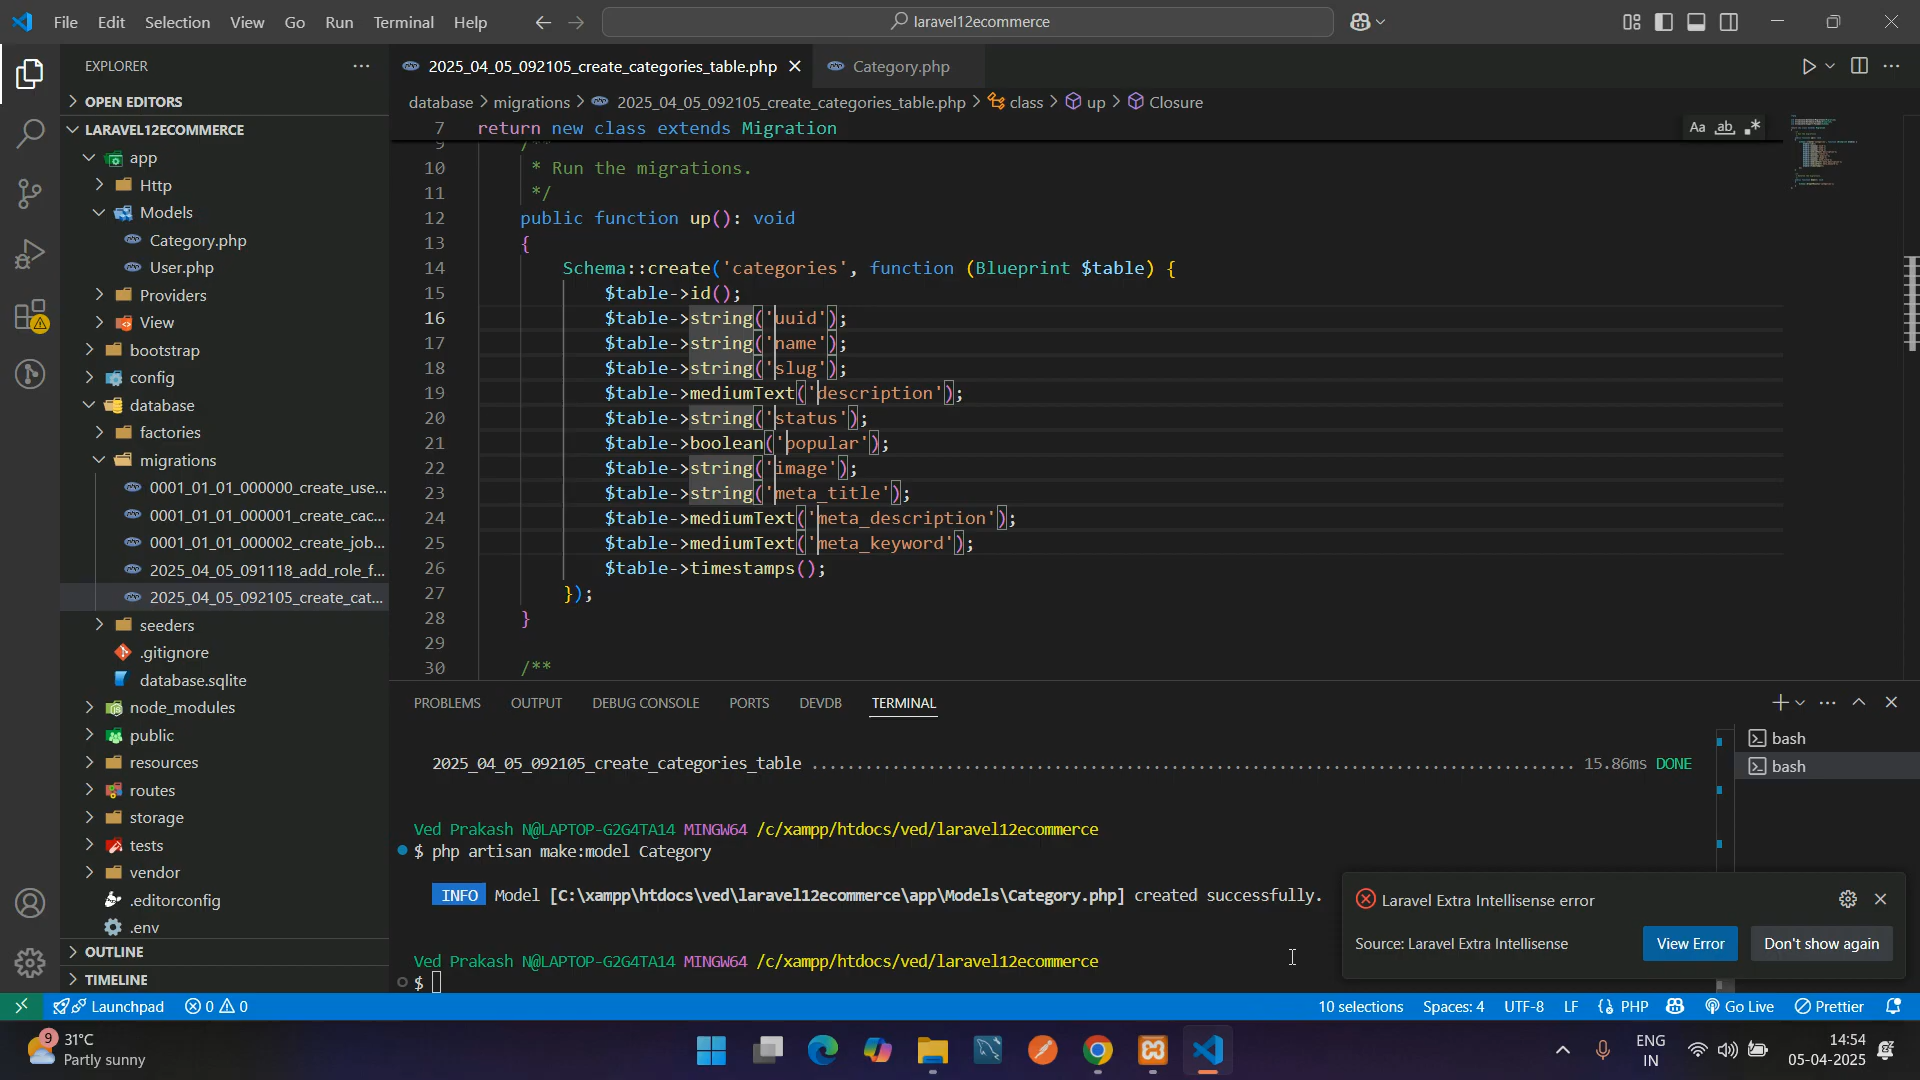 File Edit Selection View Go Run Terminal Help
laravel12ecommerce
EXPLORER
OPEN EDITORS
LARAVEL12ECOMMERCE
app
Http
Models
Category.php
User.php
Providers
View
bootstrap
config
database
factories
migrations
0001_01_01_000000_create_use...
0001_01_01_000001_create_cac...
0001_01_01_000002_create_job...
2025_04_05_091118_add_role_f...
2025_04_05_092105_create_cat...
seeders
.gitignore
database.sqlite
node_modules
public
resources
routes
storage
tests
vendor
.editorconfig
.env
OUTLINE
TIMELINE
2025_04_05_092105_create_categories_table.php Category.php
database > migrations > 2025_04_05_092105_create_categories_table.php > class > up > Closure
Aa ab
7 return new class extends Migration
9 /**
10 * Run the migrations.
11 */
12 public function up(): void
13 {
14 Schema::create('categories', function (Blueprint $table) {
15 $table->id();
16 $table->string('uuid');
17 $table->string('name');
18 $table->string('slug');
19 $table->mediumText('description');
20 $table->string('status');
21 $table->boolean('popular');
22 $table->string('image');
23 $table->string('meta_title');
24 $table->mediumText('meta_description');
25 $table->mediumText('meta_keyword');
26 $table->timestamps();
27 });
28 }
29
30 /**
PROBLEMS OUTPUT DEBUG CONSOLE PORTS DEVDB TERMINAL
2025_04_05_092105_create_categories_table ........................................ 15.86ms DONE
Ved Prakash N@LAPTOP-G2G4TA14 MINGW64 /c/xampp/htdocs/ved/laravel12ecommerce
$ php artisan make:model Category
INFO Model [C:\xampp\htdocs\ved\laravel12ecommerce\app\Models\Category.php] created successfully.
Ved Prakash N@LAPTOP-G2G4TA14 MINGW64 /c/xampp/htdocs/ved/laravel12ecommerce
$
bash
bash
Laravel Extra Intellisense error
Source: Laravel Extra Intellisense View Error Don't show again
Launchpad 0 0 10 selections Spaces: 4 UTF-8 LF PHP Go Live Prettier
9
31°C
Partly sunny
ENG
IN
14:54
05-04-2025